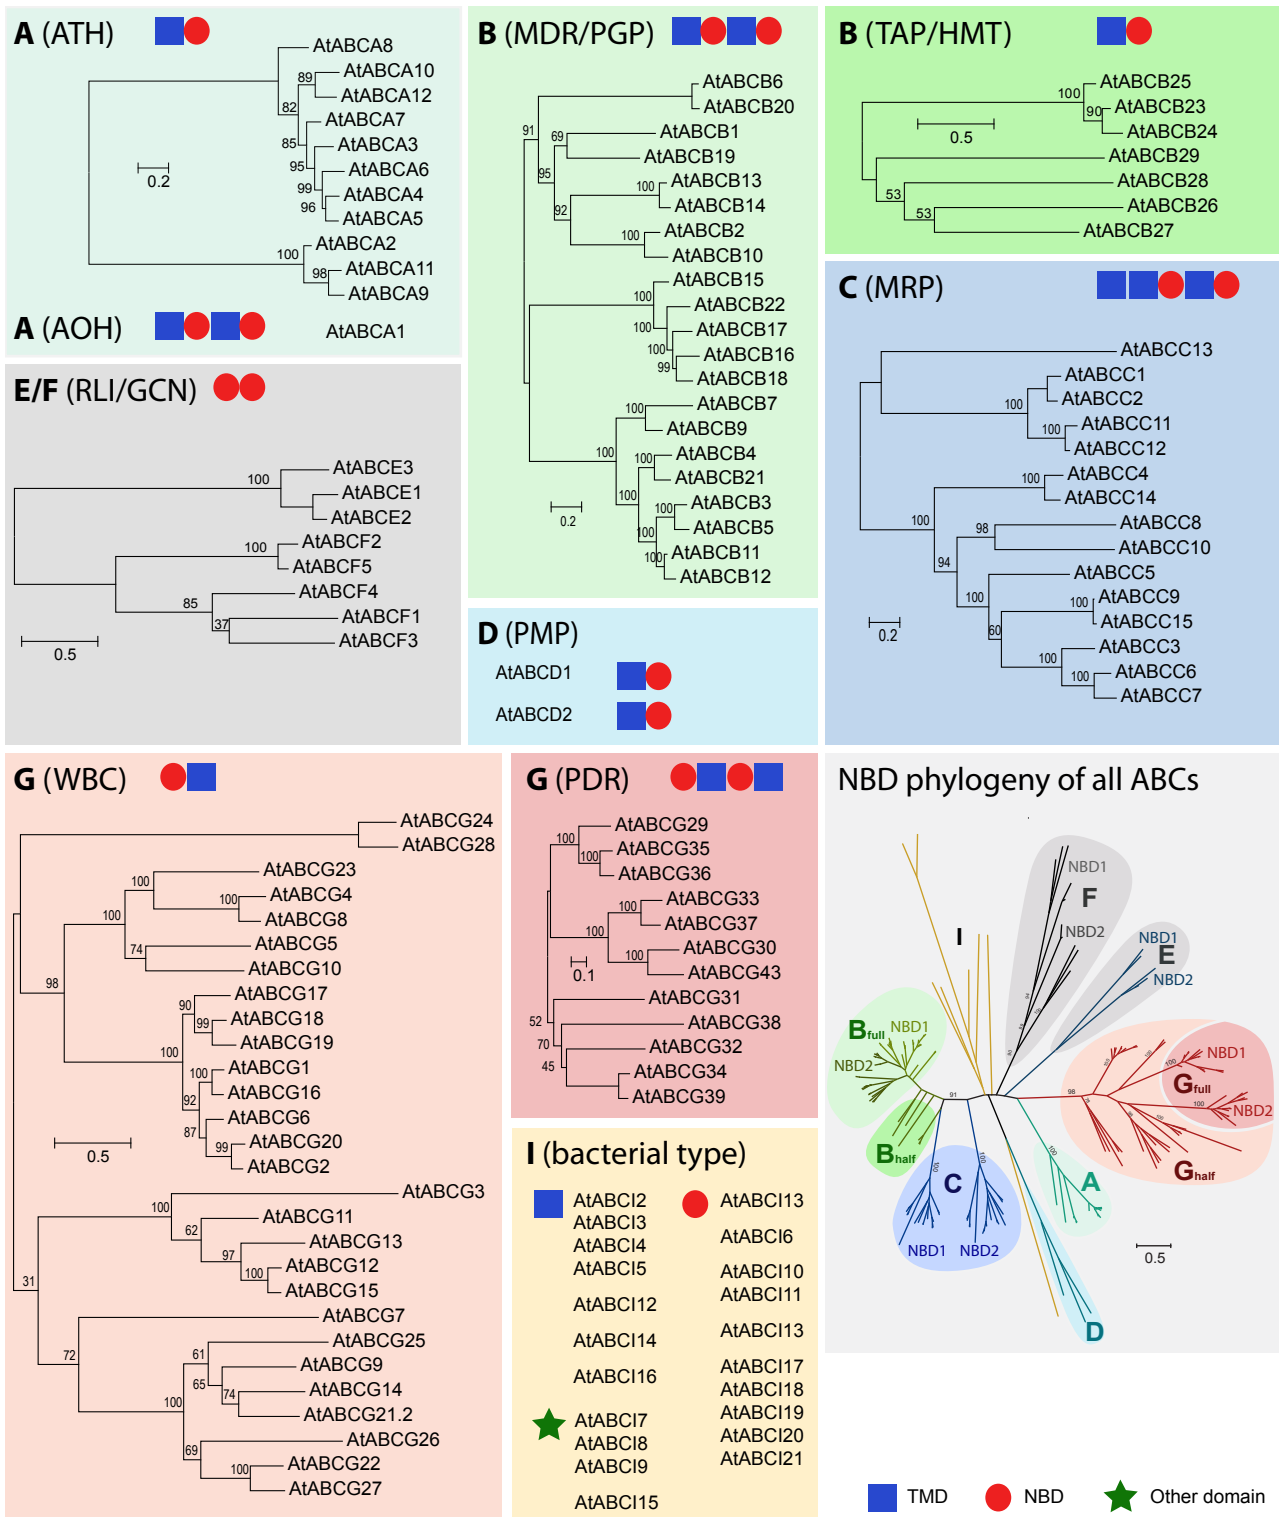 A (ATH)
AtABCA8
AtABCA10
89
AtABCA12
82
AtABCA7
85
AtABCA3
95
AtABCA6
99
AtABCA4
96
AtABCA5
0.2
AtABCA2
100
AtABCA11
98
AtABCA9
A (AOH)
AtABCA1
E/F (RLI/GCN)
AtABCE3
100
AtABCE1
AtABCE2
AtABCF2
100
AtABCF5
AtABCF4
85
AtABCF1
37
AtABCF3
0.5
B (MDR/PGP)
AtABCB6
AtABCB20
91
AtABCB1
69
AtABCB19
95
AtABCB13
100
AtABCB14
92
AtABCB2
100
AtABCB10
AtABCB15
100
AtABCB22
100
AtABCB17
100
AtABCB16
99
AtABCB18
AtABCB7
100
AtABCB9
100
AtABCB4
100
AtABCB21
100
AtABCB3
100
AtABCB5
100
AtABCB11
100
AtABCB12
0.2
B (TAP/HMT)
AtABCB25
100
AtABCB23
90
AtABCB24
0.5
AtABCB29
AtABCB28
53
AtABCB26
53
AtABCB27
C (MRP)
AtABCC13
AtABCC1
100
AtABCC2
AtABCC11
100
AtABCC12
AtABCC4
100
AtABCC14
100
AtABCC8
98
AtABCC10
94
AtABCC5
100
AtABCC9
100
AtABCC15
60
AtABCC3
100
AtABCC6
100
AtABCC7
0.2
D (PMP)
AtABCD1
AtABCD2
G (WBC)
AtABCG24
AtABCG28
AtABCG23
100
AtABCG4
100
AtABCG8
100
AtABCG5
74
AtABCG10
98
AtABCG17
90
AtABCG18
99
AtABCG19
100
AtABCG1
100
AtABCG16
92
AtABCG6
87
AtABCG20
99
AtABCG2
0.5
AtABCG3
100
AtABCG11
62
AtABCG13
97
AtABCG12
100
AtABCG15
31
AtABCG7
72
AtABCG25
61
AtABCG9
65
AtABCG14
74
AtABCG21.2
100
AtABCG26
69
AtABCG22
100
AtABCG27
G (PDR)
AtABCG29
100
AtABCG35
100
AtABCG36
AtABCG33
100
AtABCG37
100
AtABCG30
100
AtABCG43
0.1
AtABCG31
52
AtABCG38
70
AtABCG32
45
AtABCG34
AtABCG39
I (bacterial type)
AtABCI2
AtABCI3
AtABCI4
AtABCI5
AtABCI12
AtABCI14
AtABCI16
AtABCI7
AtABCI8
AtABCI9
AtABCI15
AtABCI13
AtABCI6
AtABCI10
AtABCI11
AtABCI13
AtABCI17
AtABCI18
AtABCI19
AtABCI20
AtABCI21
NBD phylogeny of all ABCs
NBD1
F
NBD2
I
NBD1
E
NBD2
Bfull
NBD1
NBD2
Bhalf
91
98
100
NBD1
Gfull
100
NBD2
Ghalf
100
100
C
NBD1
NBD2
100
A
D
0.5
TMD
NBD
Other domain